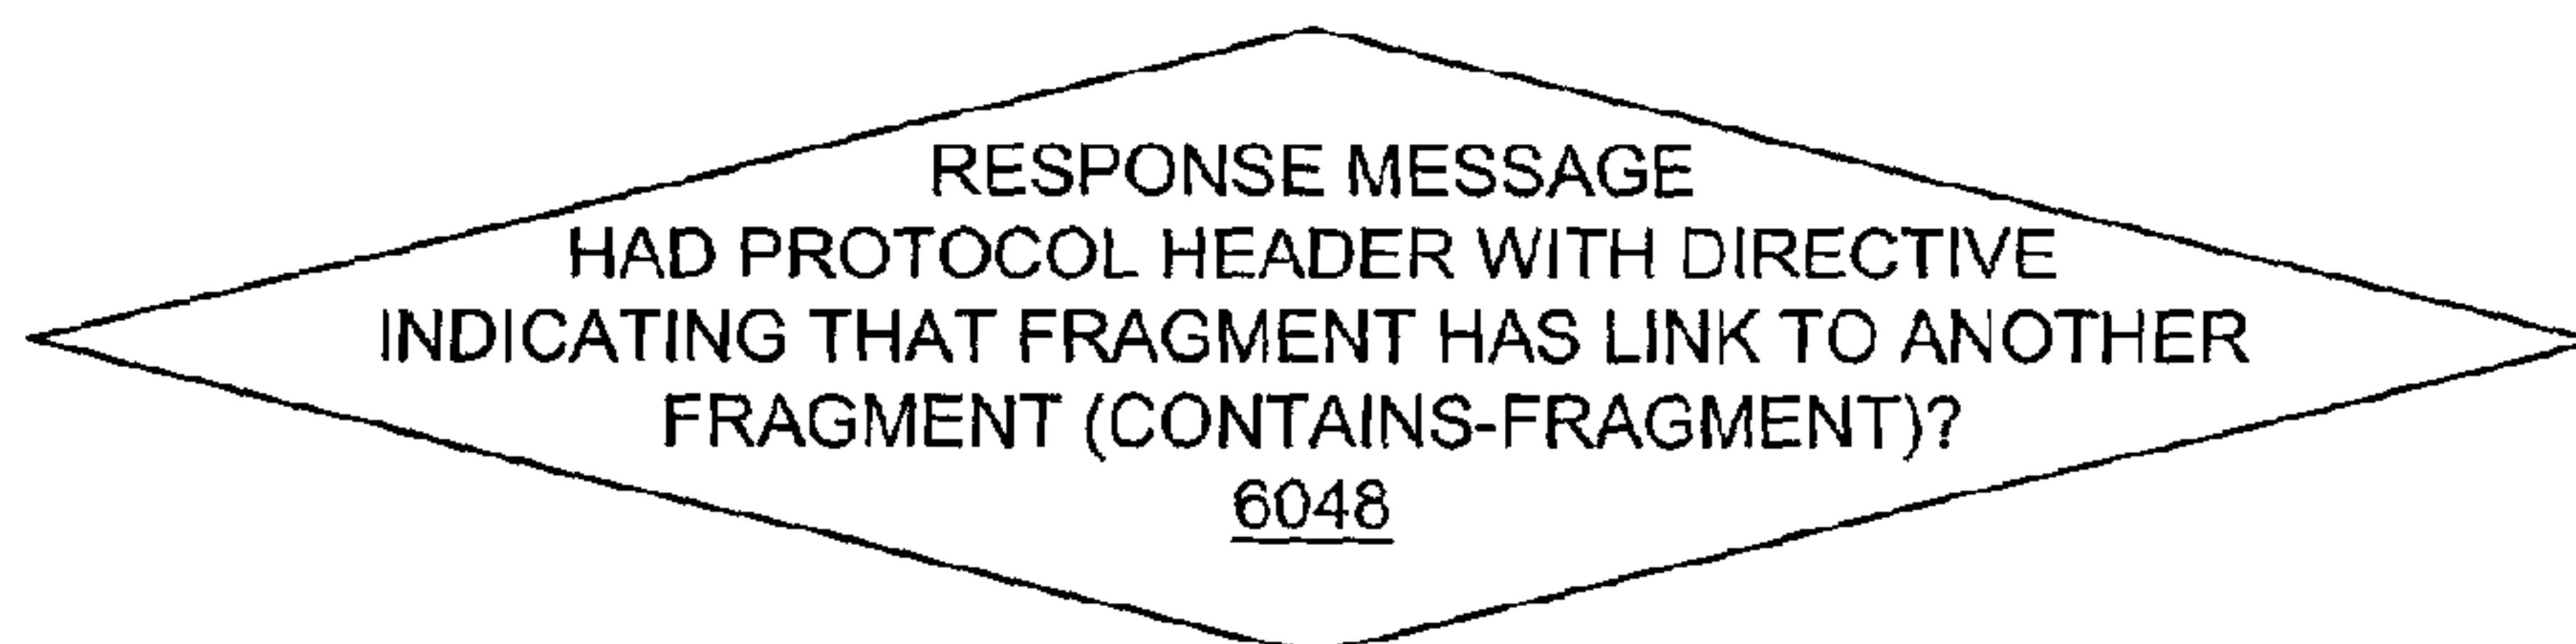 RESPONSE MESSAGE
HAD PROTOCOL HEADER WITH DIRECTIVE
INDICATING THAT FRAGMENT HAS LINK TO ANOTHER
FRAGMENT (CONTAINS-FRAGMENT)?
6048